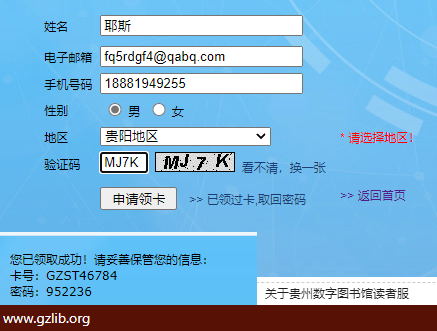 姓名 耶斯
电子邮箱 fq5rdgf4@qabq.com
手机号码 18881949255
性别 男 女
地区 贵阳地区 * 请选择地区!
验证码 MJ7K MJ7K 看不清，换一张
申请领卡 >> 已领过卡,取回密码 >> 返回首页
您已领取成功！请妥善保管您的信息:
卡号: GZST46784
密码: 952236
关于贵州数字图书馆读者服
www.gzlib.org